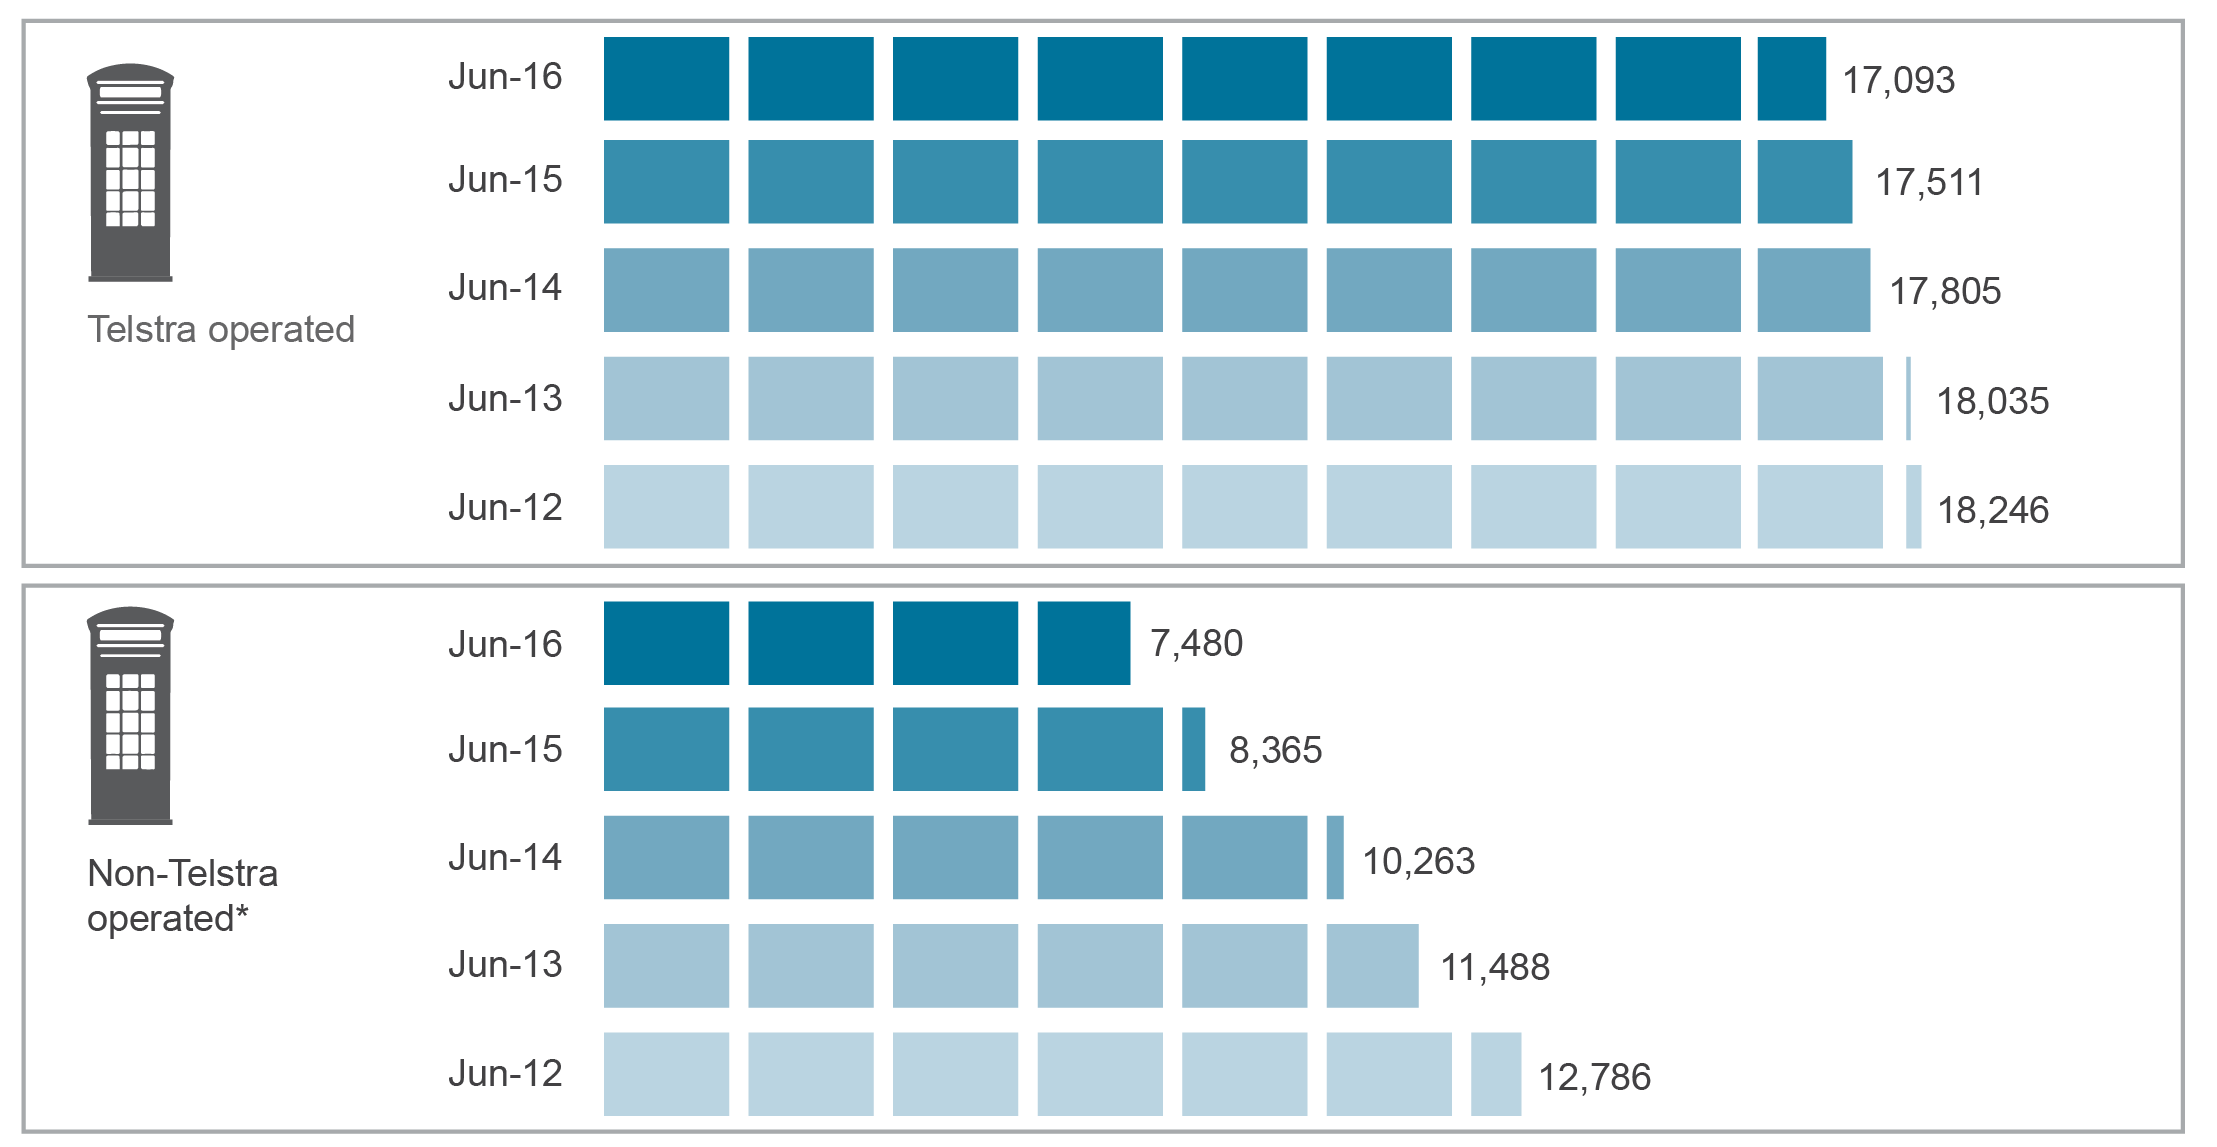 Jun-16 17,093
Jun-15 17,511
Jun-14 17,805
Telstra operated
Jun-13 18,035
Jun-12 18,246
Jun-16 7,480
Jun-15 8,365
Jun-14 10,263
Non-Telstra
operated*
Jun-13 11,488
Jun-12 12,786